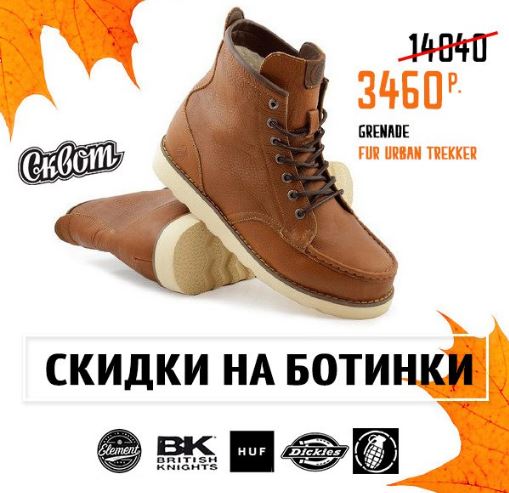 14040
3460 Р.
GRENADE
FUR URBAN TREKKER
Сквот
СКИДКИ НА БОТИНКИ
Element
BK
BRITISH
KNIGHTS
HUF
Dickies